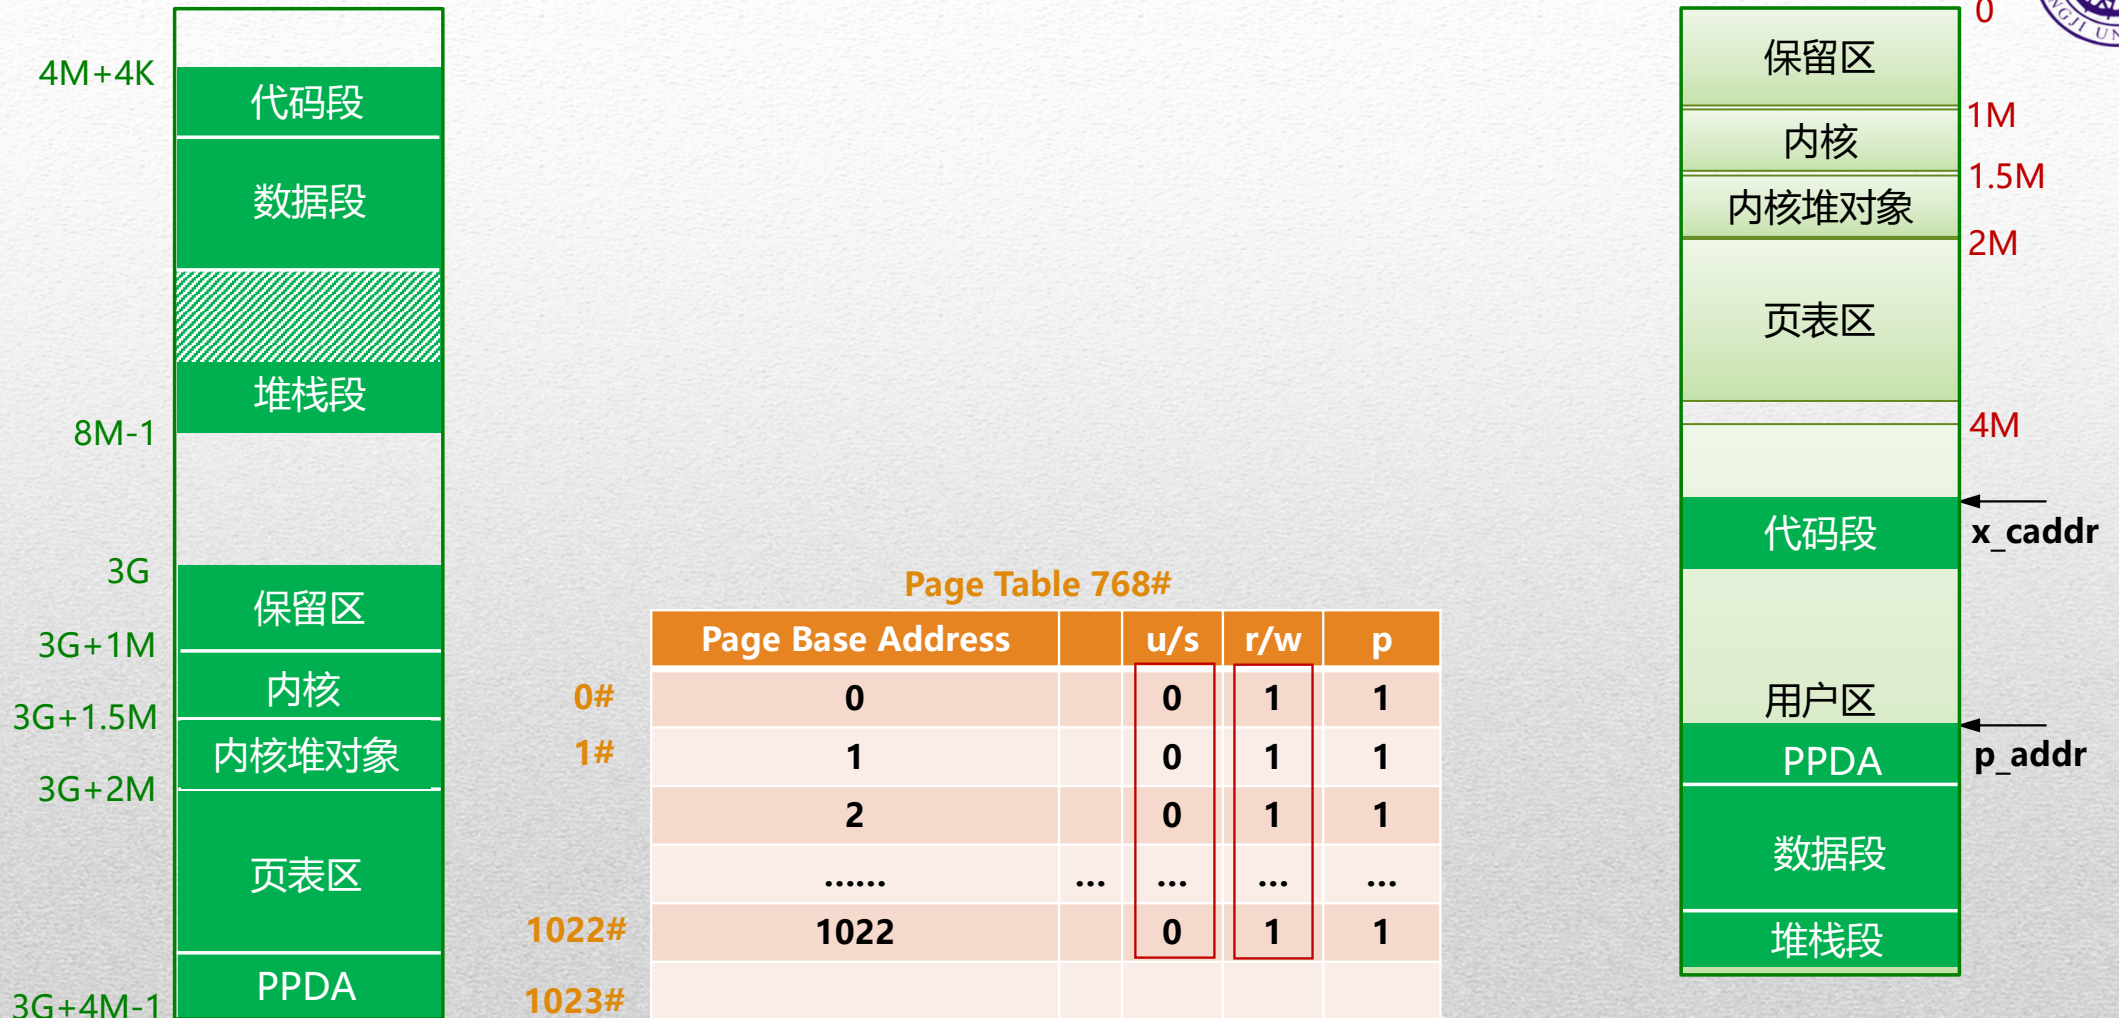 4M+4K
代码段
数据段
堆栈段
8M-1
3G
保留区
3G+1M
内核
3G+1.5M
内核堆对象
3G+2M
页表区
PPDA
3G+4M-1
Page Table 768#
Page Base Address u/s r/w p
0# 0 0 1 1
1# 1 0 1 1
2 0 1 1
...... ... ... ... ...
1022# 1022 0 1 1
1023#
0
保留区
1M
内核
1.5M
内核堆对象
2M
页表区
4M
代码段
x_caddr
用户区
p_addr
PPDA
数据段
堆栈段